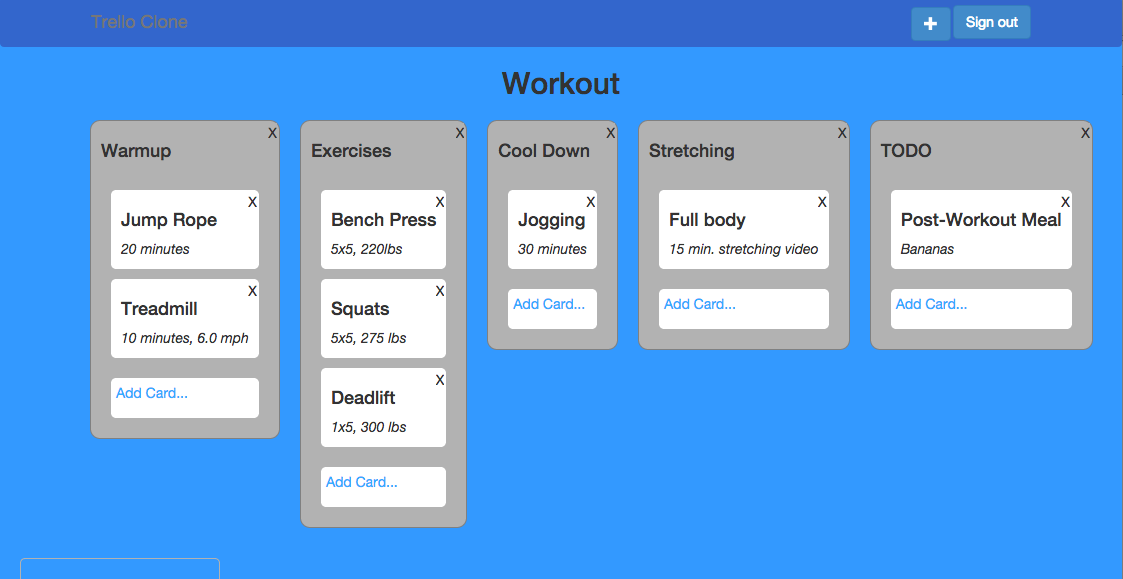 Trello Clone
+
Sign out
Workout
X
Warmup
X
Jump Rope
20 minutes
X
Treadmill
10 minutes, 6.0 mph
Add Card...
X
Exercises
X
Bench Press
5x5, 220lbs
X
Squats
5x5, 275 lbs
X
Deadlift
1x5, 300 lbs
Add Card...
X
Cool Down
X
Jogging
30 minutes
Add Card...
X
Stretching
X
Full body
15 min. stretching video
Add Card...
X
TODO
X
Post-Workout Meal
Bananas
Add Card...